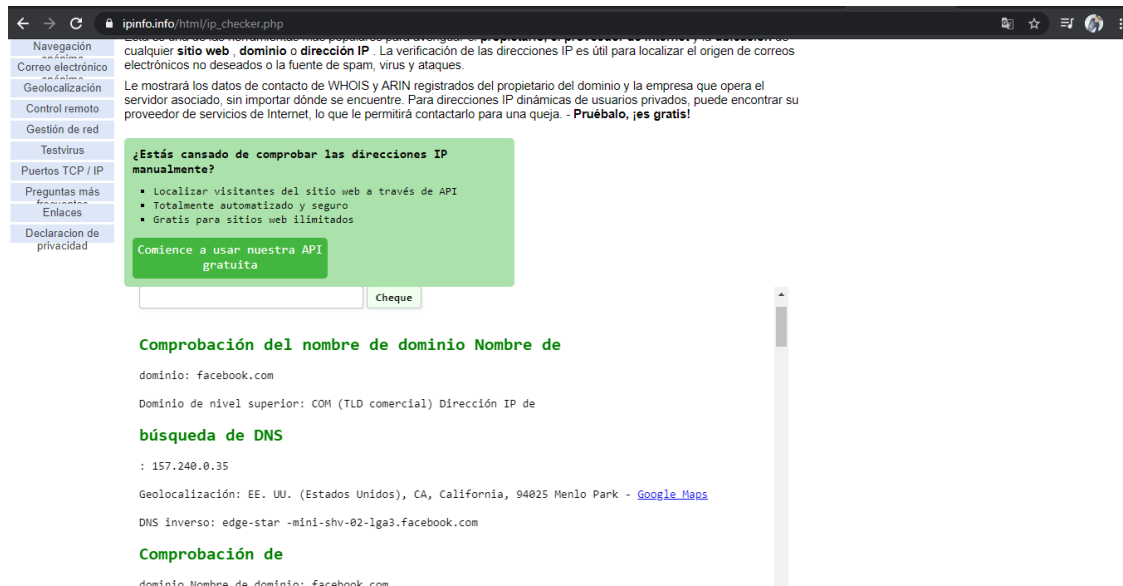 ipinfo.info/html/ip_checker.php
Navegación
Correo electrónico
Geolocalización
Control remoto
Gestión de red
Testvirus
Puertos TCP / IP
Preguntas más
Enlaces
Declaracion de
privacidad
cualquier sitio web , dominio o dirección IP . La verificación de las direcciones IP es útil para localizar el origen de correos
electrónicos no deseados o la fuente de spam, virus y ataques.
Le mostrará los datos de contacto de WHOIS y ARIN registrados del propietario del dominio y la empresa que opera el
servidor asociado, sin importar dónde se encuentre. Para direcciones IP dinámicas de usuarios privados, puede encontrar su
proveedor de servicios de Internet, lo que le permitirá contactarlo para una queja. - Pruébalo, ¡es gratis!
¿Estás cansado de comprobar las direcciones IP
manualmente?
Localizar visitantes del sitio web a través de API
Totalmente automatizado y seguro
Gratis para sitios web ilimitados
Comience a usar nuestra API
gratuita
Cheque
Comprobación del nombre de dominio Nombre de
dominio: facebook.com
Dominio de nivel superior: COM (TLD comercial) Dirección IP de
búsqueda de DNS
: 157.240.0.35
Geolocalización: EE. UU. (Estados Unidos), CA, California, 94025 Menlo Park - Google Maps
DNS inverso: edge-star -mini-shv-02-lga3.facebook.com
Comprobación de
dominio Nombre de dominio: facebook.com